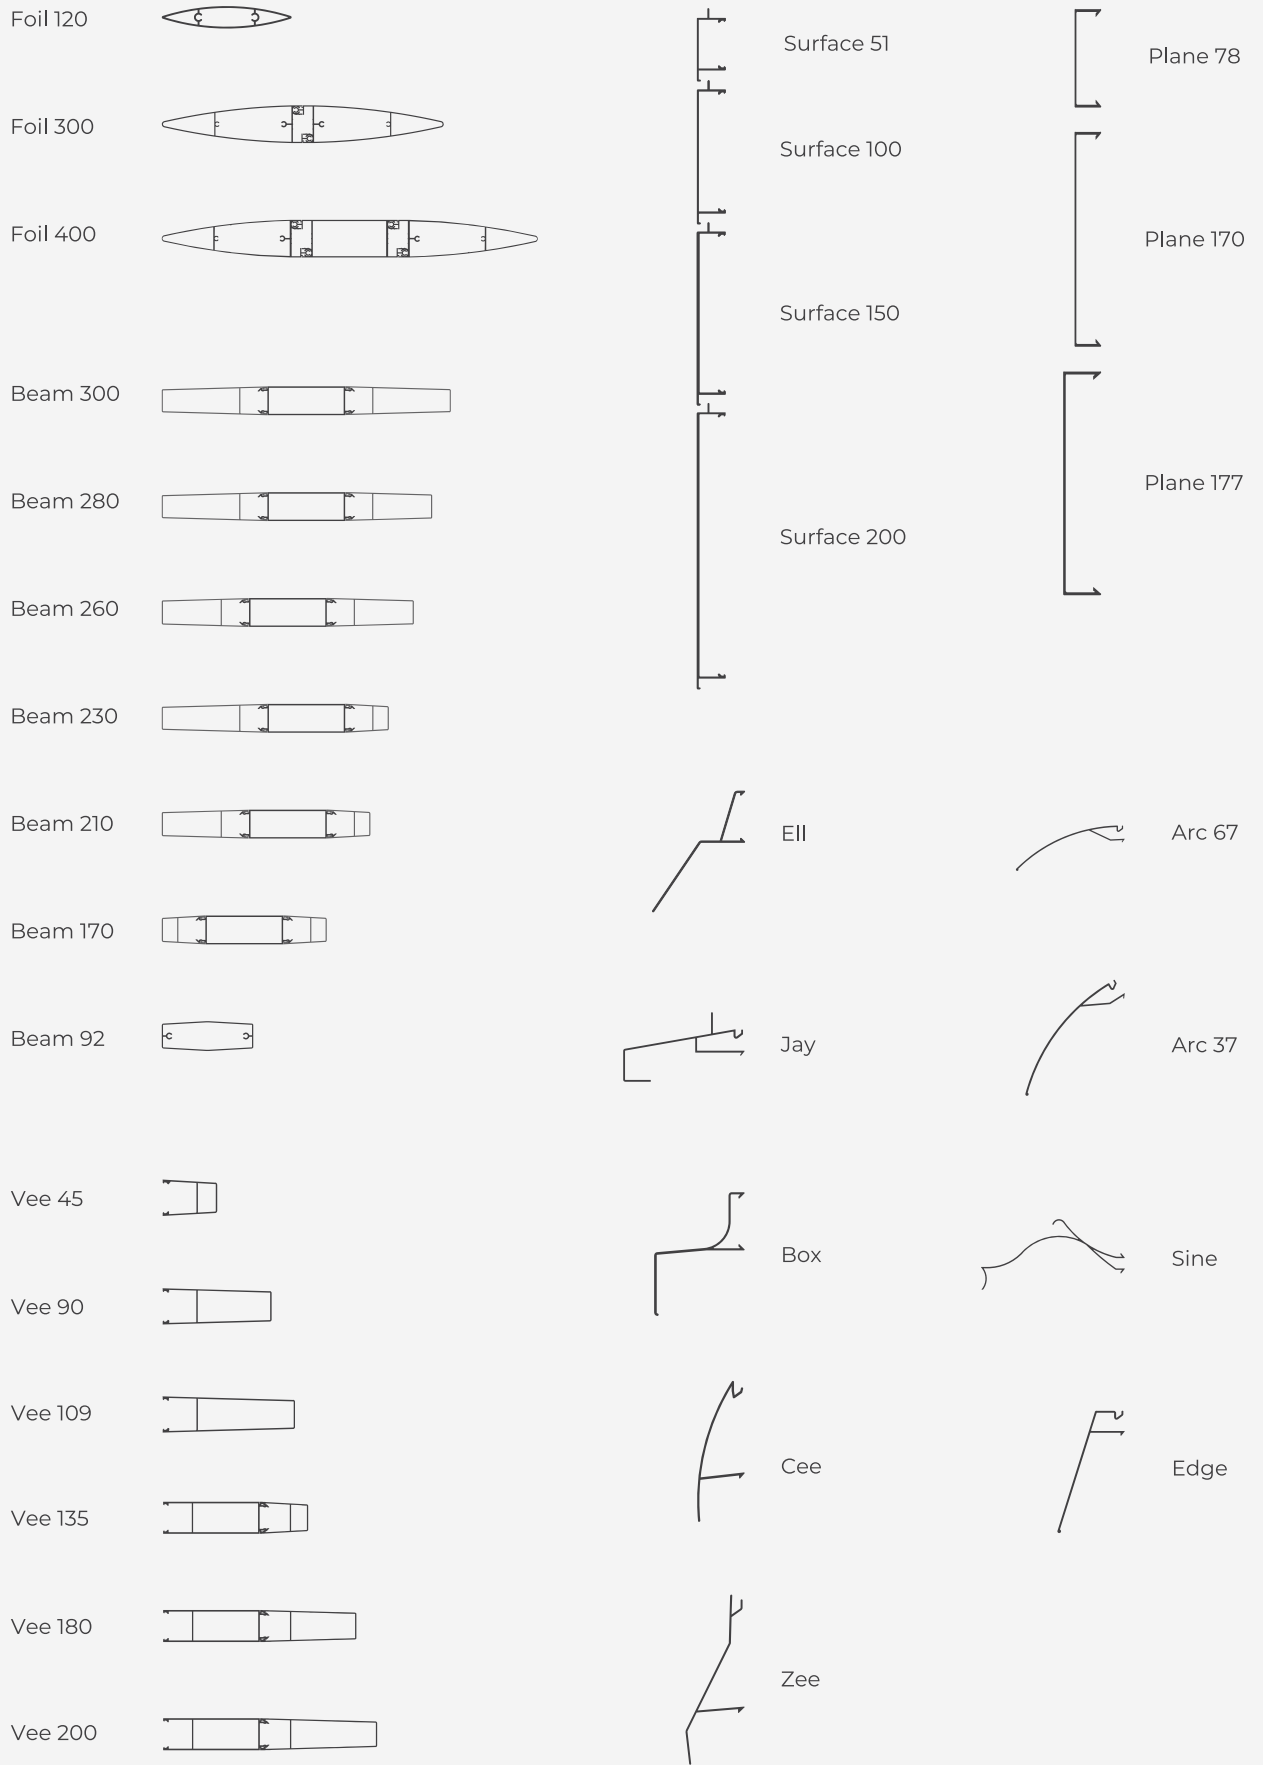 Foil 120
Foil 300
Foil 400
Beam 300
Beam 280
Beam 260
Beam 230
Beam 210
Beam 170
Beam 92
Vee 45
Vee 90
Vee 109
Vee 135
Vee 180
Vee 200
Surface 51
Surface 100
Surface 150
Surface 200
Ell
Jay
Box
Cee
Zee
Plane 78
Plane 170
Plane 177
Arc 67
Arc 37
Sine
Edge